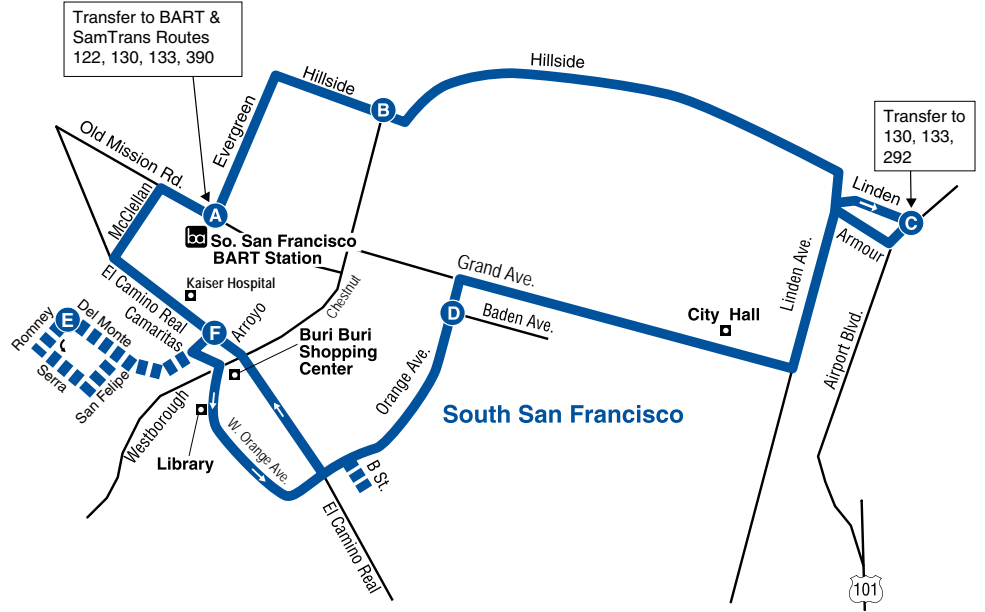 Transfer to BART &
SamTrans Routes
122, 130, 133, 390
Hillside
Hillside
B
Evergreen
Transfer to
130, 133,
292
Old Mission Rd.
McClellan
A
Linden
C
Armour
ba
So. San Francisco
BART Station
Grand Ave.
Linden Ave.
Kaiser Hospital
El Camino Real
Chestnut
Camaritas
Arroyo
F
E
Romney
Del Monte
Serra
San Felipe
D
Baden Ave.
City Hall
Airport Blvd.
Buri Buri
Shopping
Center
Orange Ave.
South San Francisco
Westborough
W. Orange Ave.
Library
B St.
El Camino Real
101